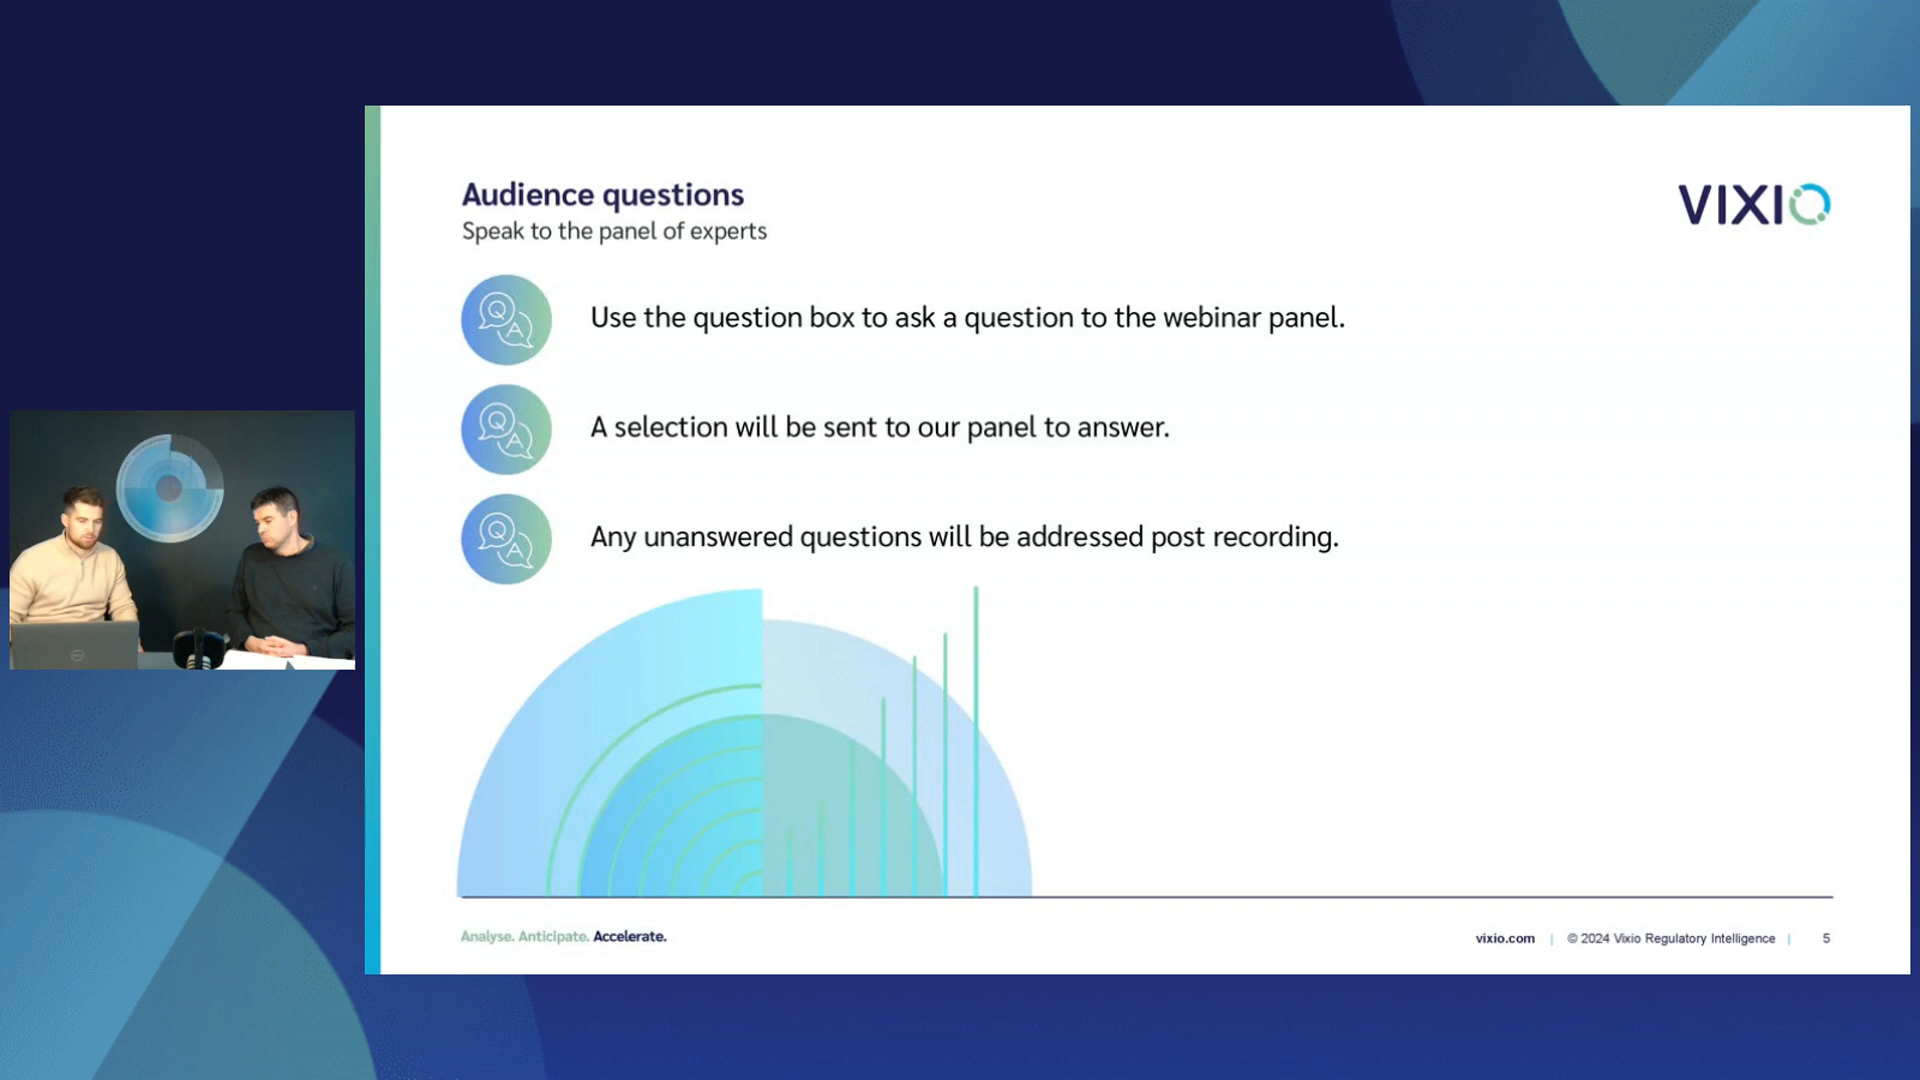 Audience questions
Speak to the panel of experts
VIXIO
Q A
Use the question box to ask a question to the webinar panel.
Q A
A selection will be sent to our panel to answer.
Q A
Any unanswered questions will be addressed post recording.
Analyse. Anticipate. Accelerate.
vixio.com | © 2024 Vixio Regulatory Intelligence | 5